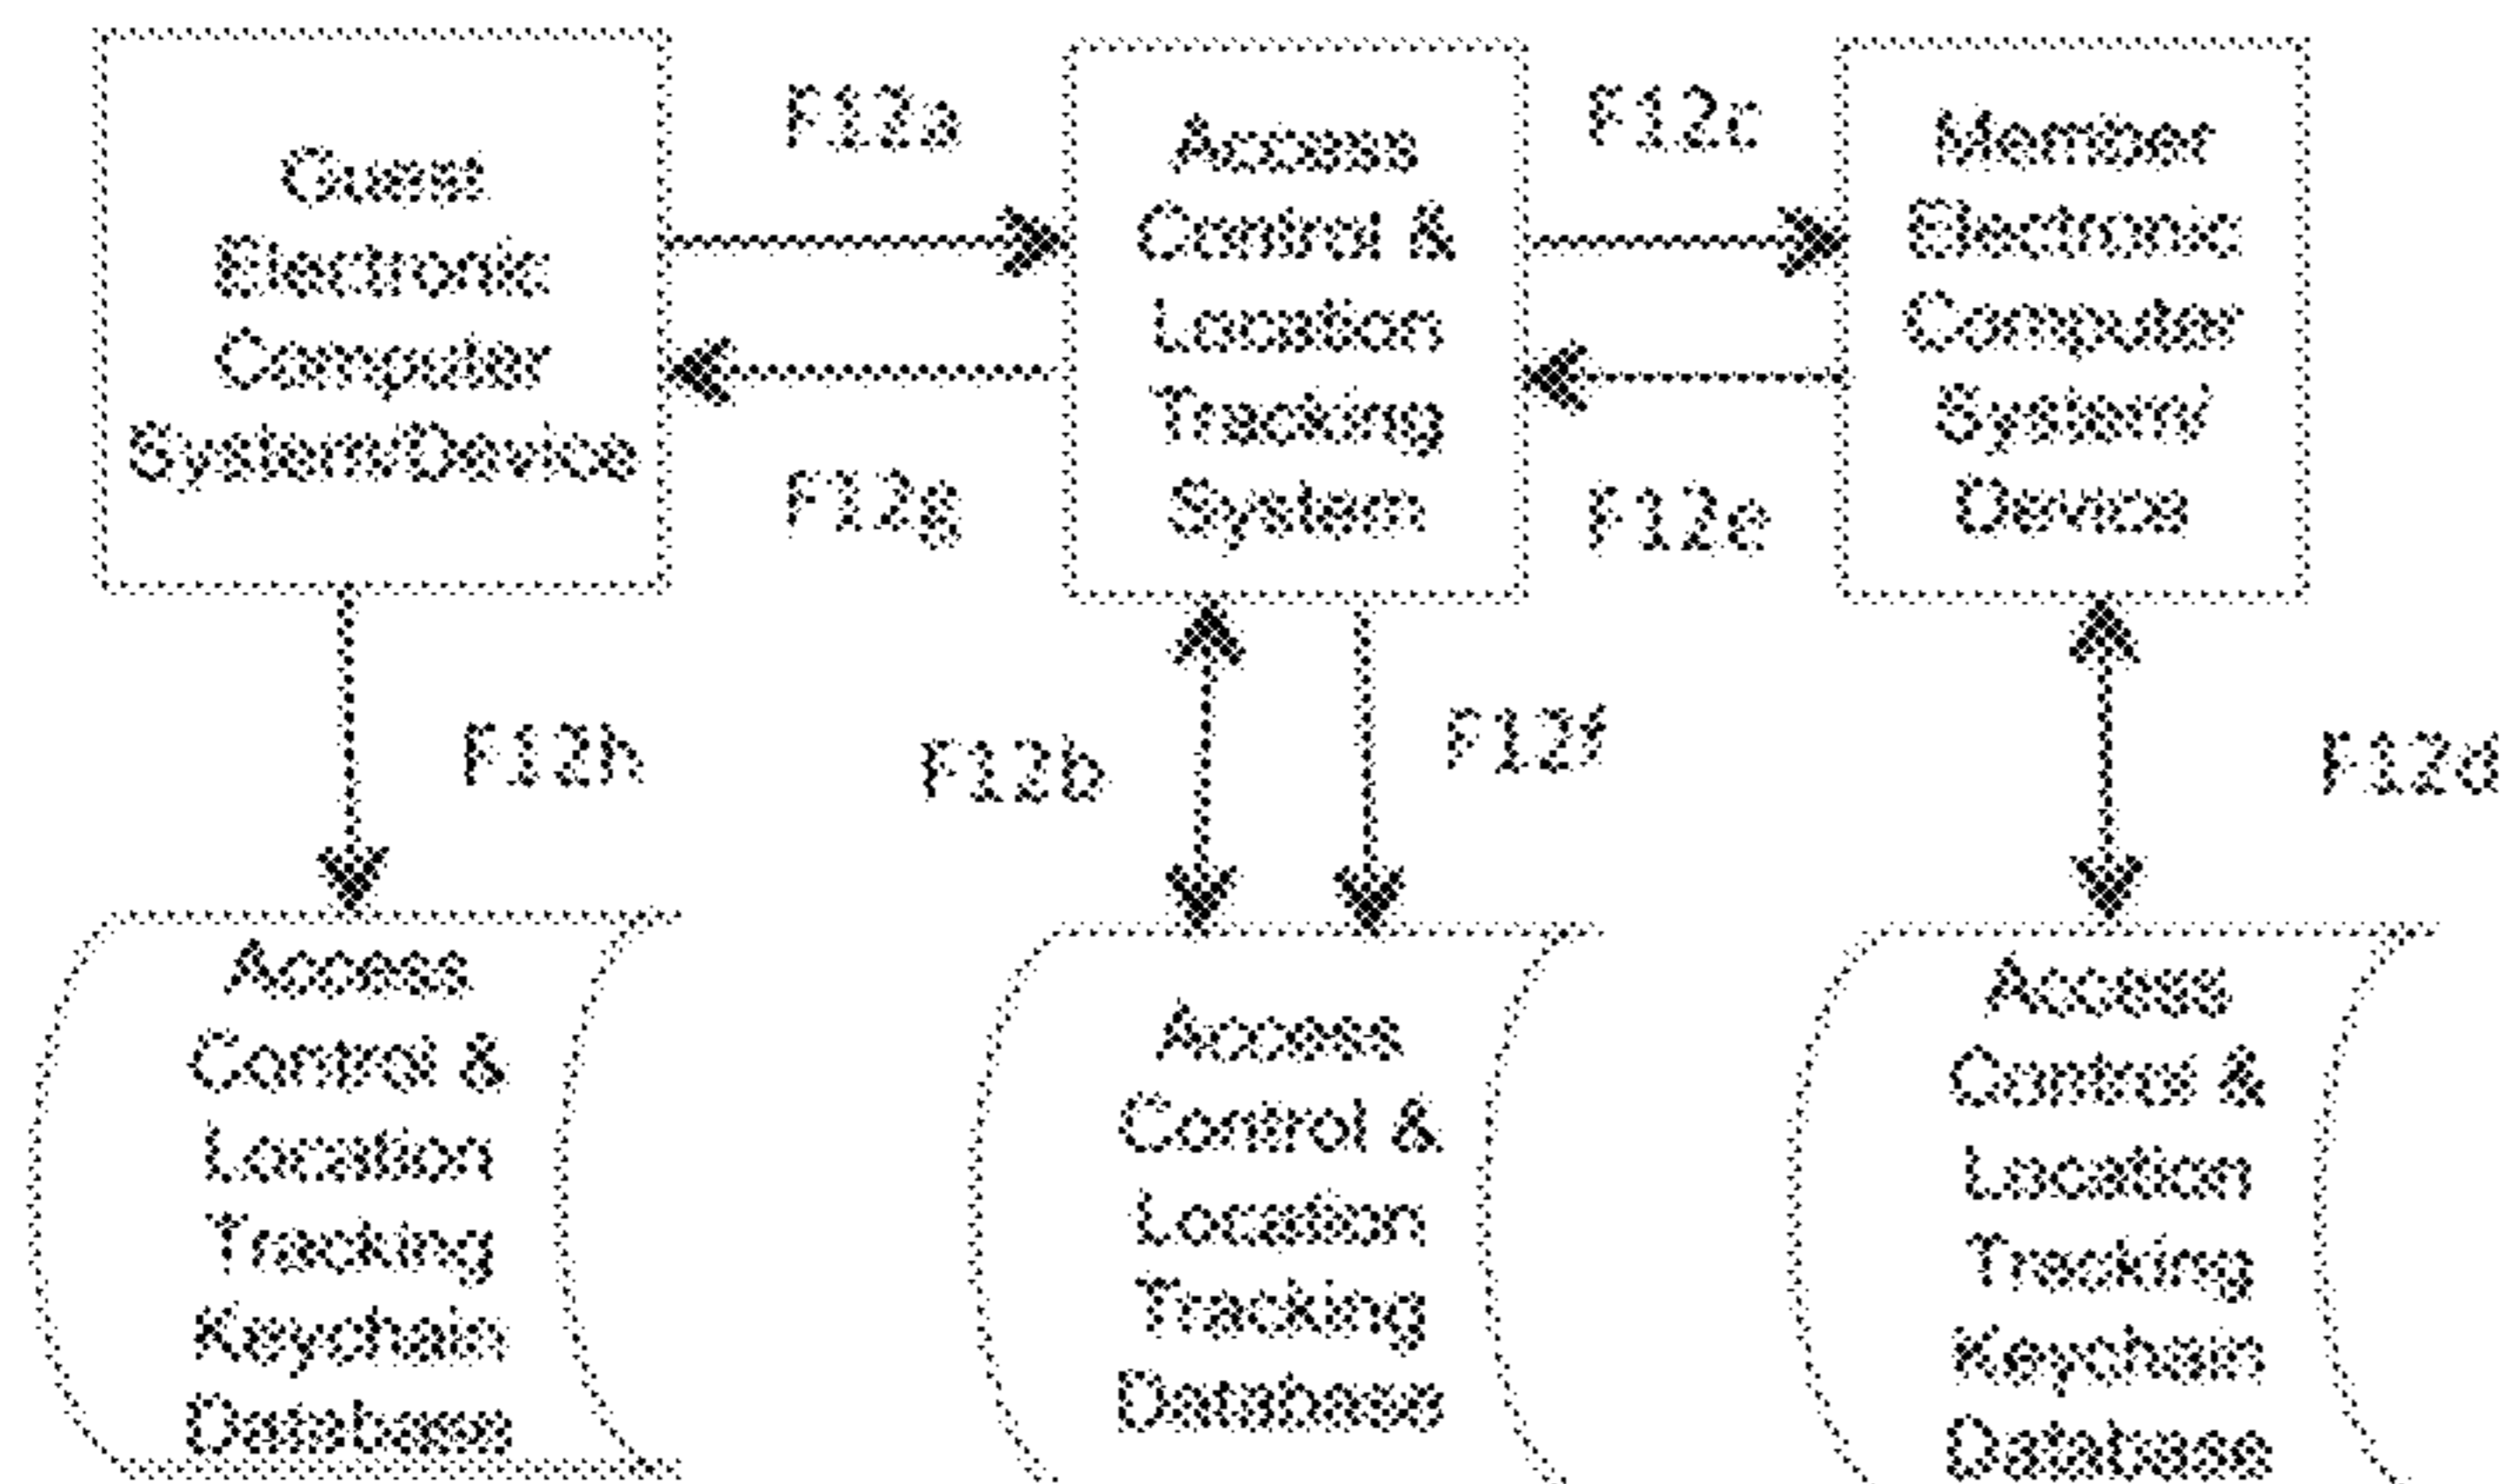 Guest
Electronic
Computer
System/Device
F12a
Access
Control &
Location
Tracking
System
F12c
Member
Electronic
Computer
System/
Device
F12g
F12e
F12h
F12b
F12f
F12d
Access
Control &
Location
Tracking
Keychain
Database
Access
Control &
Location
Tracking
Database
Access
Control &
Location
Tracking
Keychain
Database